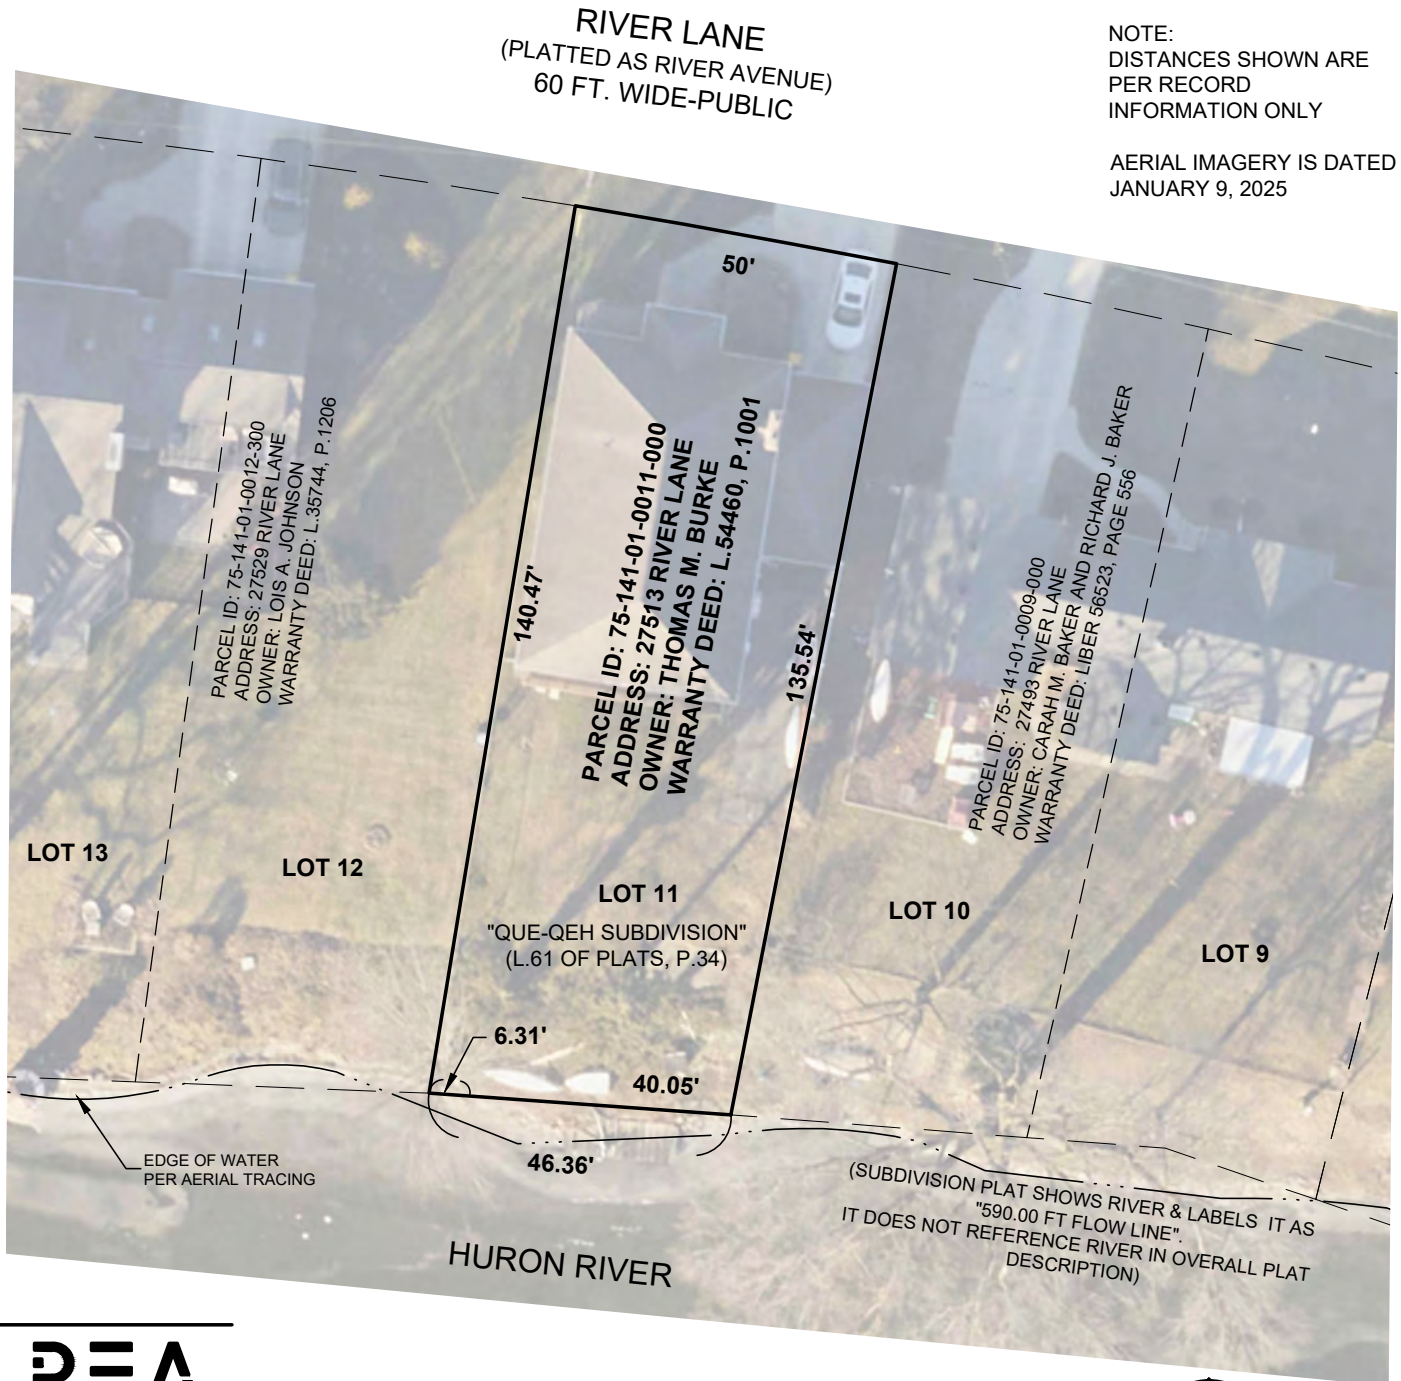 RIVER LANE
(PLATTED AS RIVER AVENUE)
60 FT. WIDE-PUBLIC
NOTE:
DISTANCES SHOWN ARE
PER RECORD
INFORMATION ONLY
AERIAL IMAGERY IS DATED
JANUARY 9, 2025
50'
PARCEL ID: 75-141-01-0012-300
ADDRESS: 27529 RIVER LANE
OWNER: LOIS A. JOHNSON
WARRANTY DEED: L.35744, P.1206
140.47'
PARCEL ID: 75-141-01-0011-000
ADDRESS: 27513 RIVER LANE
OWNER: THOMAS M. BURKE
WARRANTY DEED: L.54460, P.1001
135.54'
PARCEL ID: 75-141-01-0009-000
ADDRESS: 27493 RIVER LANE
OWNER: CARAH M. BAKER AND RICHARD J. BAKER
WARRANTY DEED: LIBER 56523, PAGE 556
LOT 13
LOT 12
LOT 11
"QUE-QEH SUBDIVISION"
(L.61 OF PLATS, P.34)
LOT 10
LOT 9
6.31'
40.05'
46.36'
EDGE OF WATER
PER AERIAL TRACING
(SUBDIVISION PLAT SHOWS RIVER & LABELS IT AS
"590.00 FT FLOW LINE".
IT DOES NOT REFERENCE RIVER IN OVERALL PLAT
DESCRIPTION)
HURON RIVER